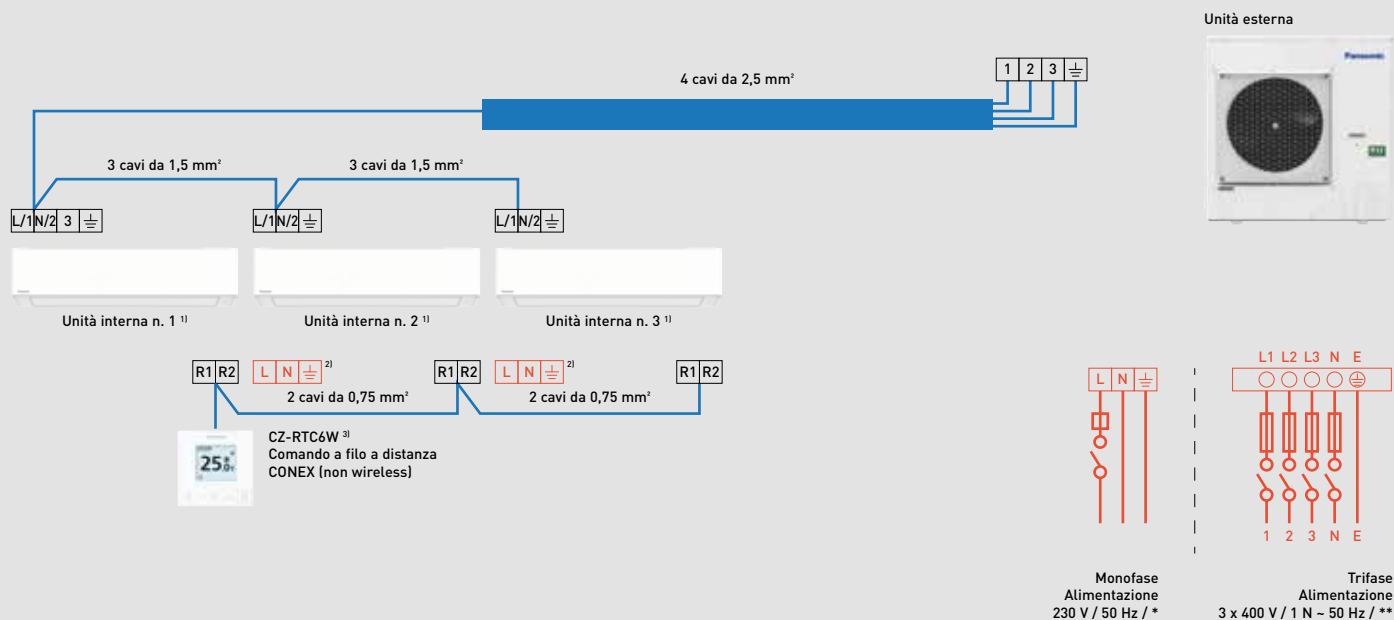 Unità esterna
Panasonic
4 cavi da 2,5 mm²
1 2 3
3 cavi da 1,5 mm²
3 cavi da 1,5 mm²
L/1 N/2 3
L/1 N/2
L/1 N/2
Unità interna n. 1 ¹⁾
Unità interna n. 2 ¹⁾
Unità interna n. 3 ¹⁾
R1 R2
L N ²⁾
R1 R2
L N ²⁾
R1 R2
2 cavi da 0,75 mm²
2 cavi da 0,75 mm²
CZ-RTC6W ³⁾
Comando a filo a distanza
CONEX (non wireless)
L N
L1 L2 L3 N E
1 2 3 N E
Monofase
Alimentazione
230 V / 50 Hz / *
Trifase
Alimentazione
3 x 400 V / 1 N ~ 50 Hz / **